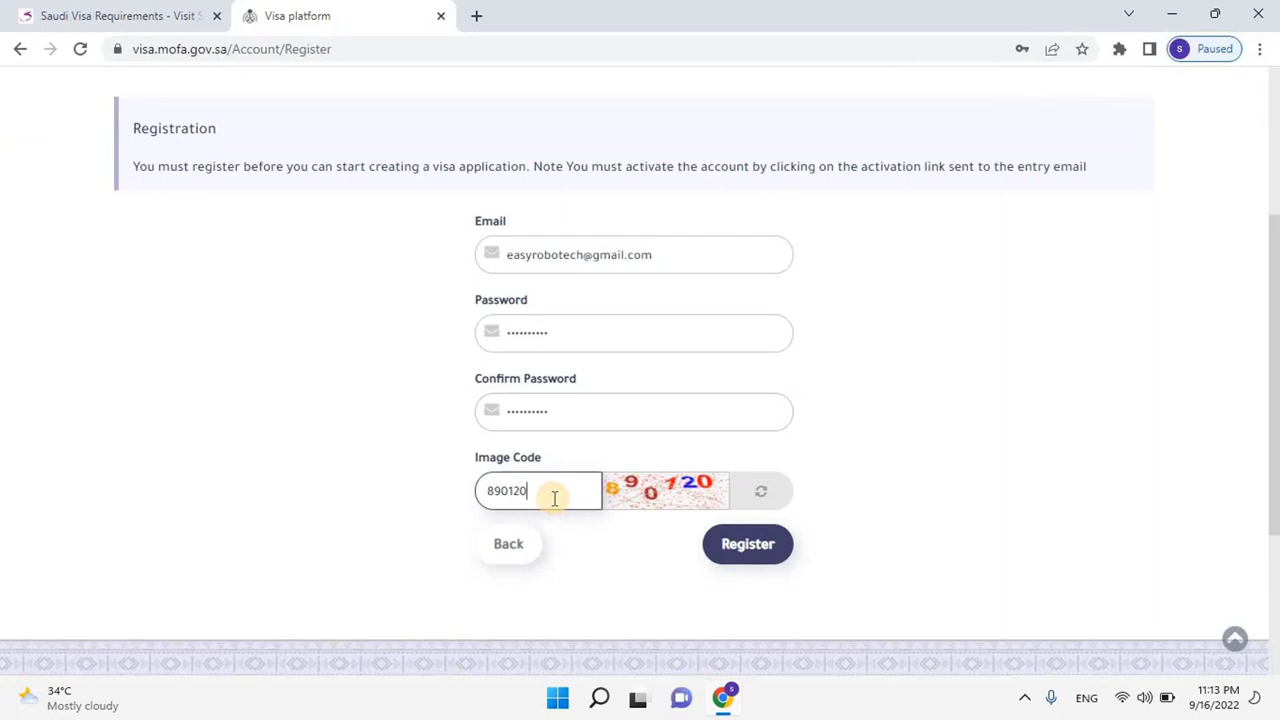 Saudi Visa Requirements - Visit S
Visa platform
visa.mofa.gov.sa/Account/Register
S
Paused
Registration
You must register before you can start creating a visa application. Note You must activate the account by clicking on the activation link sent to the entry email
Email
easyrobotech@gmail.com
Password
••••••••••
Confirm Password
••••••••••
Image Code
890120
890120
Back
Register
34°C
Mostly cloudy
S
ENG
11:13 PM
9/16/2022